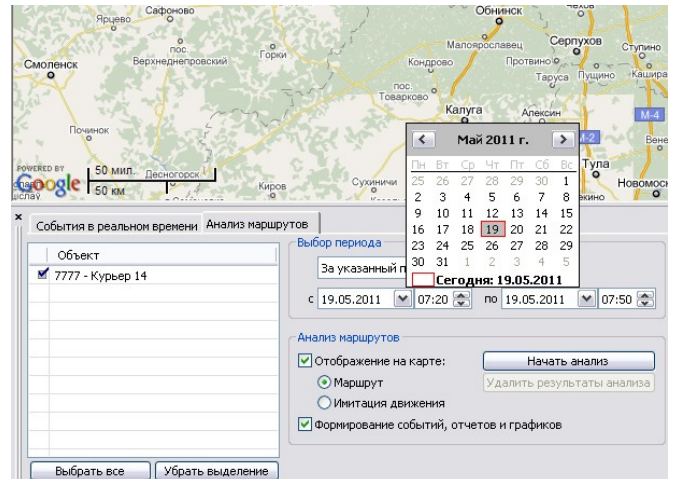 Сафоново
Ярцево
Обнинск
Чехов
пос.
Верхнеднепровский
Горки
Малоярославец
Серпухов
Ступино
Смоленск
Кондрово
Протвино
Таруса
Пущино
Кашира
пос.
Товарково
Калуга
Алексин
M-4
Починок
Май 2011 г.
M-2
Вене
Пн Вт Ср Чт Пт Сб Вс
POWERED BY
Google
50 мил.
50 км
Десногорск
Киров
Сухиничи
Тула
Новомоск
25 26 27 28 29 30 1
2 3 4 5 6 7 8
9 10 11 12 13 14 15
16 17 18 19 20 21 22
23 24 25 26 27 28 29
30 31 1 2 3 4 5
Сегодня: 19.05.2011
События в реальном времени Анализ маршрутов
Выбор периода
Объект
За указанный п
7777 - Курьер 14
с 19.05.2011 07:20 по 19.05.2011 07:50
Анализ маршрутов
Отображение на карте: Начать анализ
Маршрут Удалить результаты анализа
Имитация движения
Формирование событий, отчетов и графиков
Выбрать все Убрать выделение